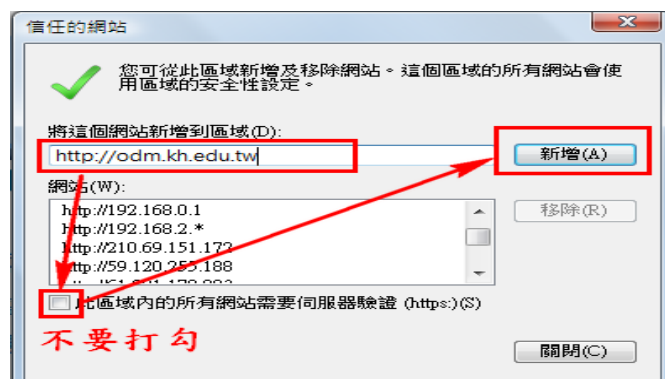 信任的網站
您可從此區域新增及移除網站。這個區域的所有網站會使
用區域的安全性設定。
將這個網站新增到區域(D):
http://odm.kh.edu.tw
新增(A)
網站(W):
http://192.168.0.1
http://192.168.2.*
http://210.69.151.172
http://59.120.255.188
移除(R)
此區域內的所有網站需要伺服器驗證 (https:)(S)
不要打勾
關閉(C)